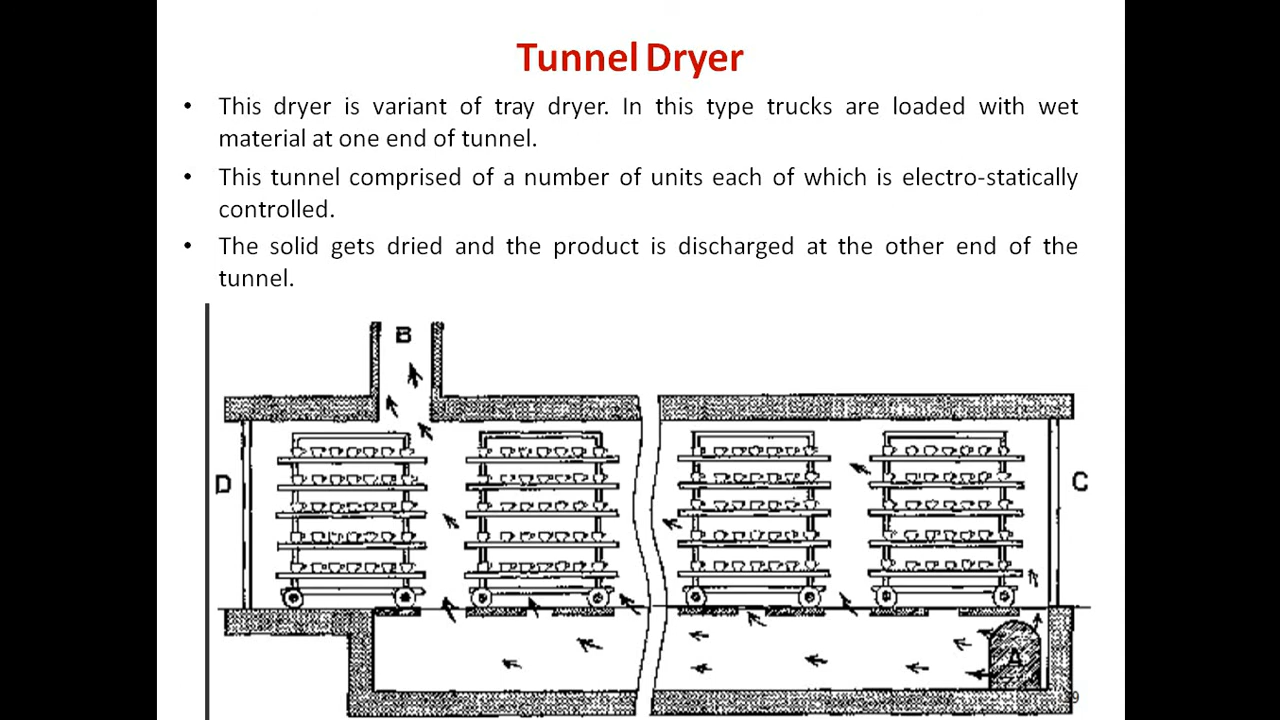 Tunnel Dryer
• This dryer is variant of tray dryer. In this type trucks are loaded with wet
material at one end of tunnel.
• This tunnel comprised of a number of units each of which is electro-statically
controlled.
• The solid gets dried and the product is discharged at the other end of the
tunnel.
B
D
C
A
9